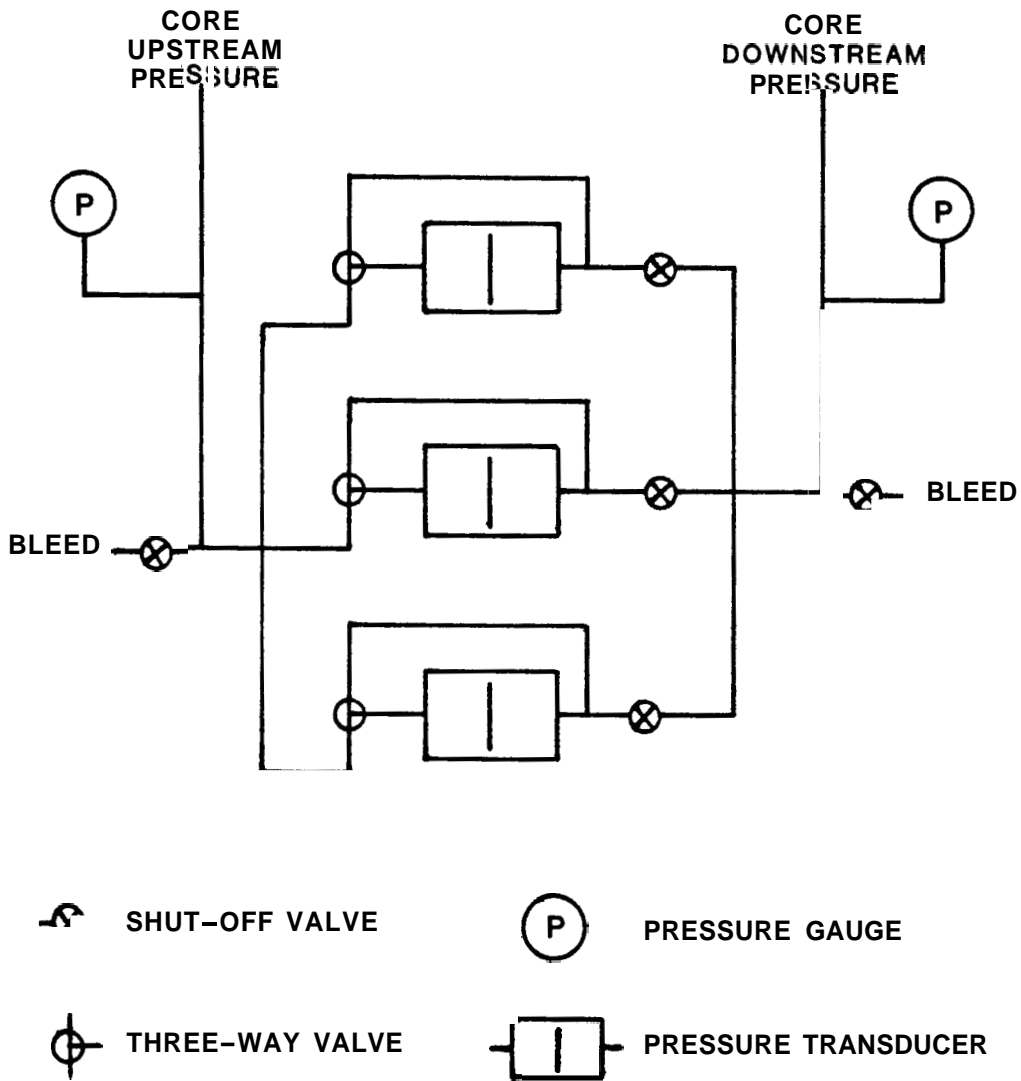 CORE
UPSTREAM
PRESSURE
CORE
DOWNSTREAM
PRESSURE
P
P
BLEED
BLEED
SHUT-OFF VALVE
P
PRESSURE GAUGE
THREE-WAY VALVE
PRESSURE TRANSDUCER